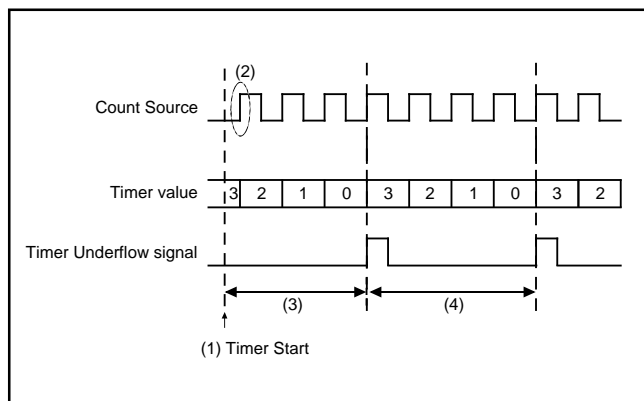 (2)
Count Source
Timer value 3 2 1 0 3 2 1 0 3 2
Timer Underflow signal
(3) (4)
(1) Timer Start